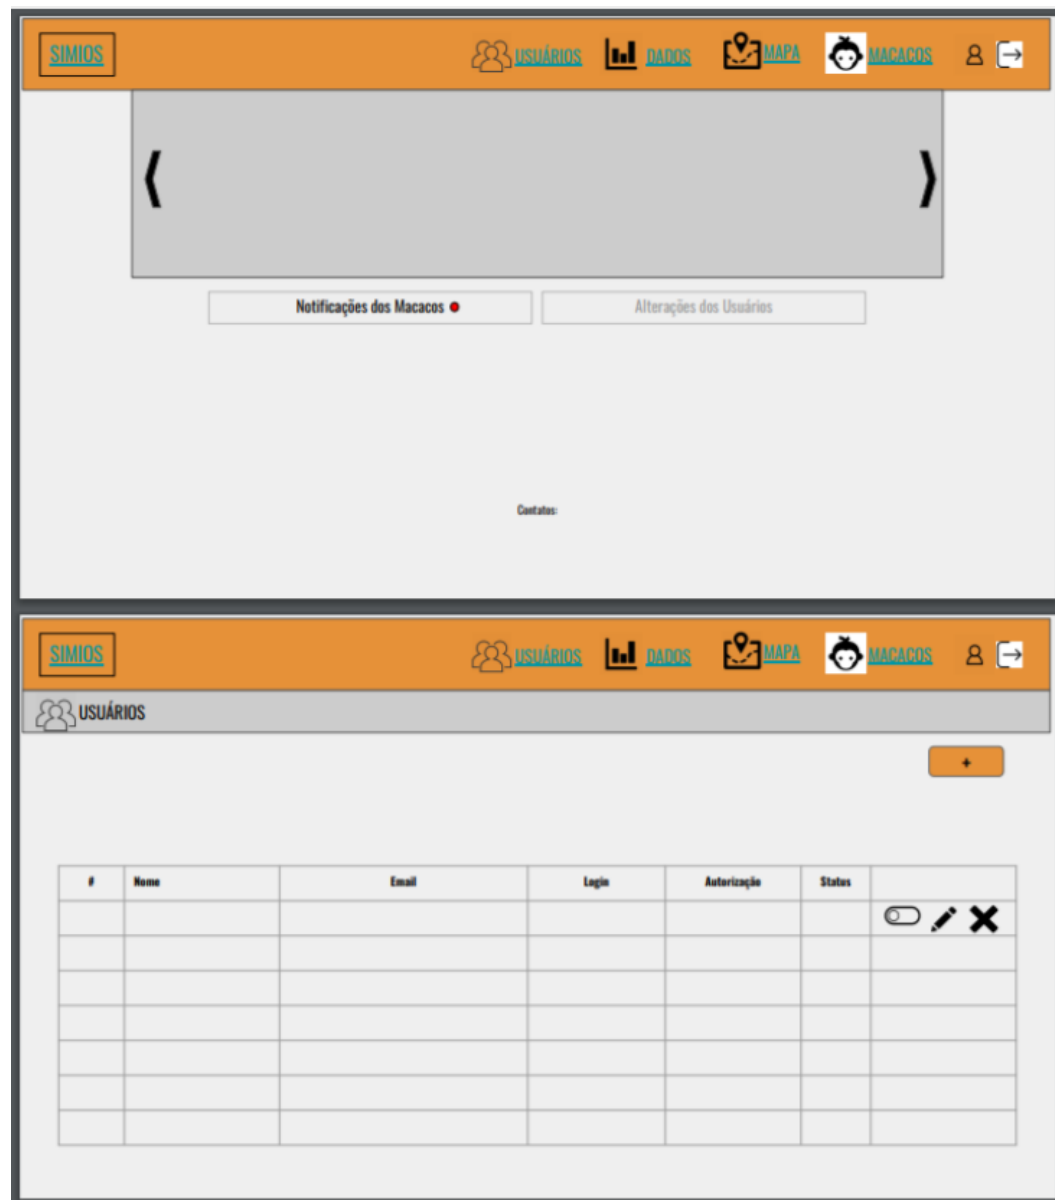 SIMIOS USUÁRIOS DADOS MAPA MACACOS
Notificações dos Macacos Alterações dos Usuários
Contatos:
SIMIOS USUÁRIOS DADOS MAPA MACACOS
USUÁRIOS
+
# Nome Email Login Autorização Status